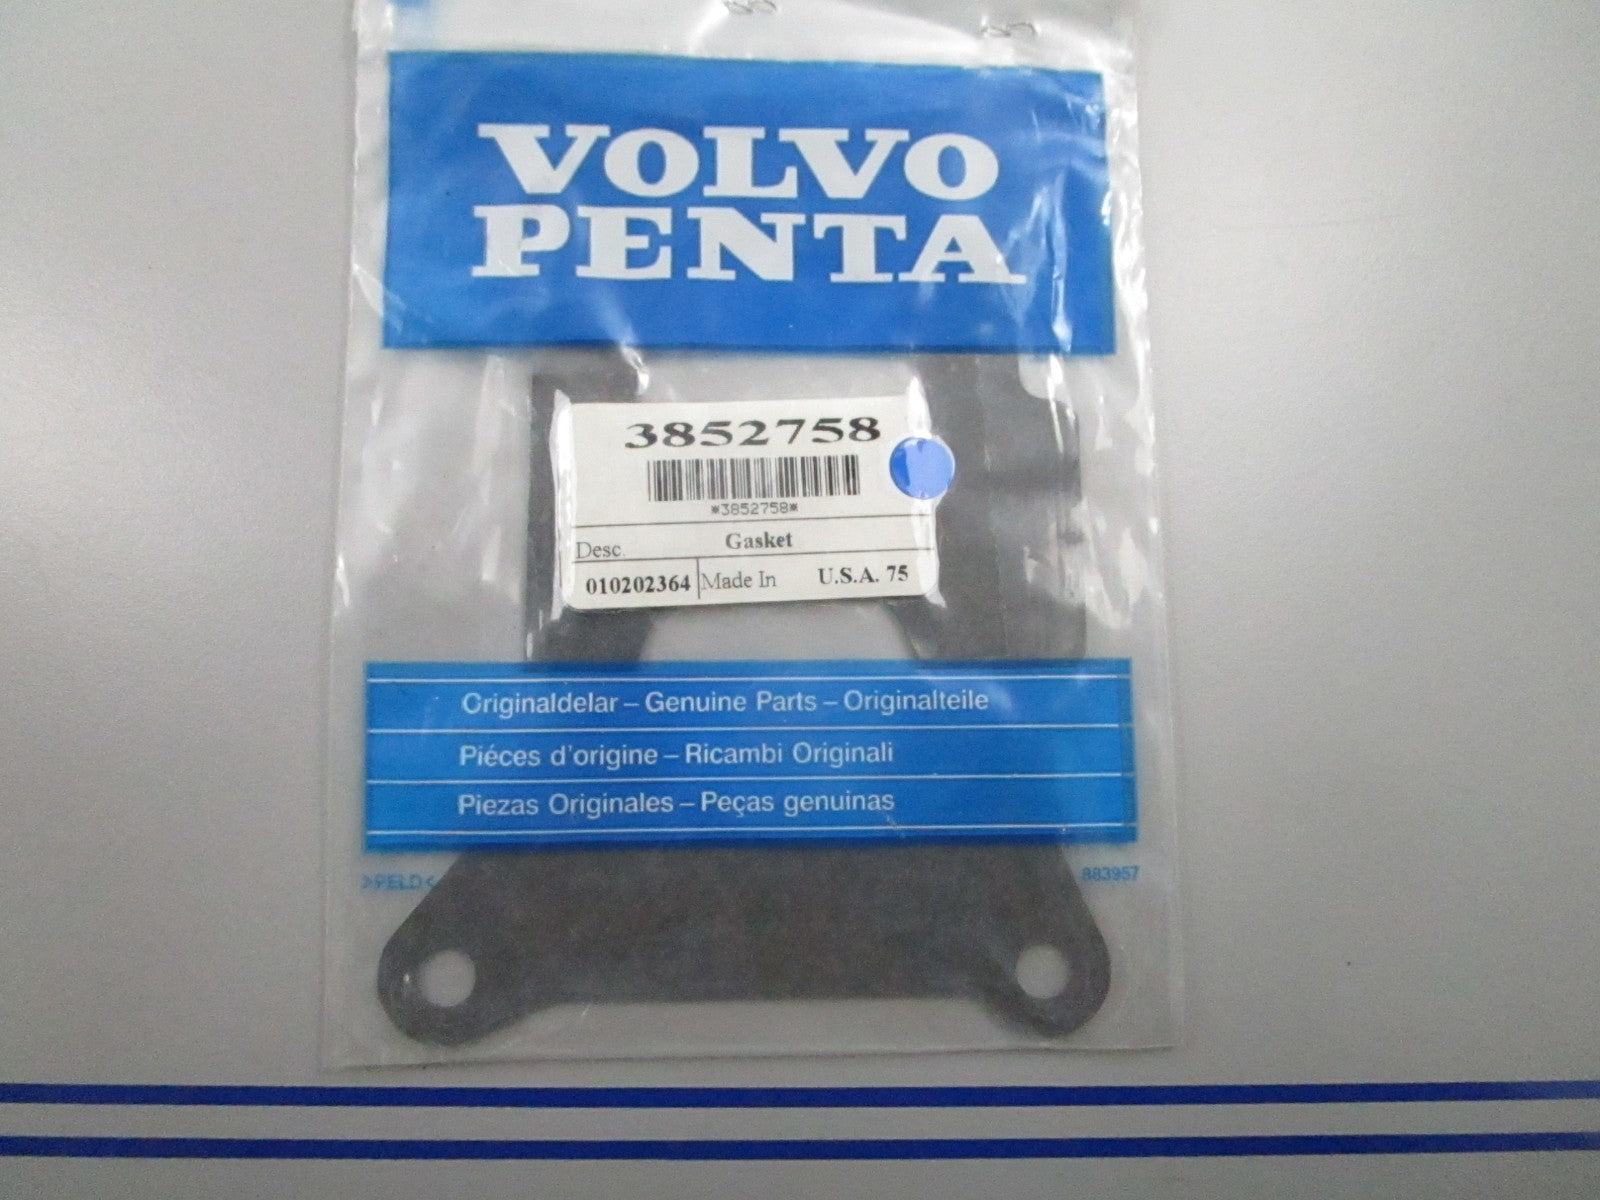 VOLVO
PENTA
3852758
*3852758*
Desc. Gasket
010202364 Made In U.S.A. 75
Originaldelar – Genuine Parts – Originalteile
Piéces d'origine – Ricambi Originali
Piezas Originales – Peças genuinas
>PELD<
883957